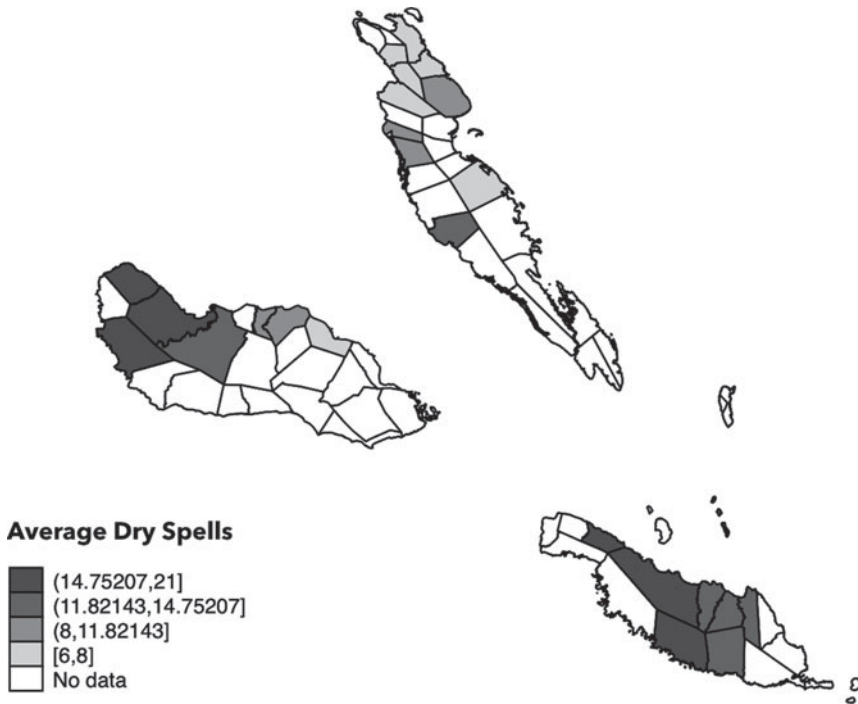 Average Dry Spells
(14.75207,21]
(11.82143,14.75207]
(8,11.82143]
[6,8]
No data